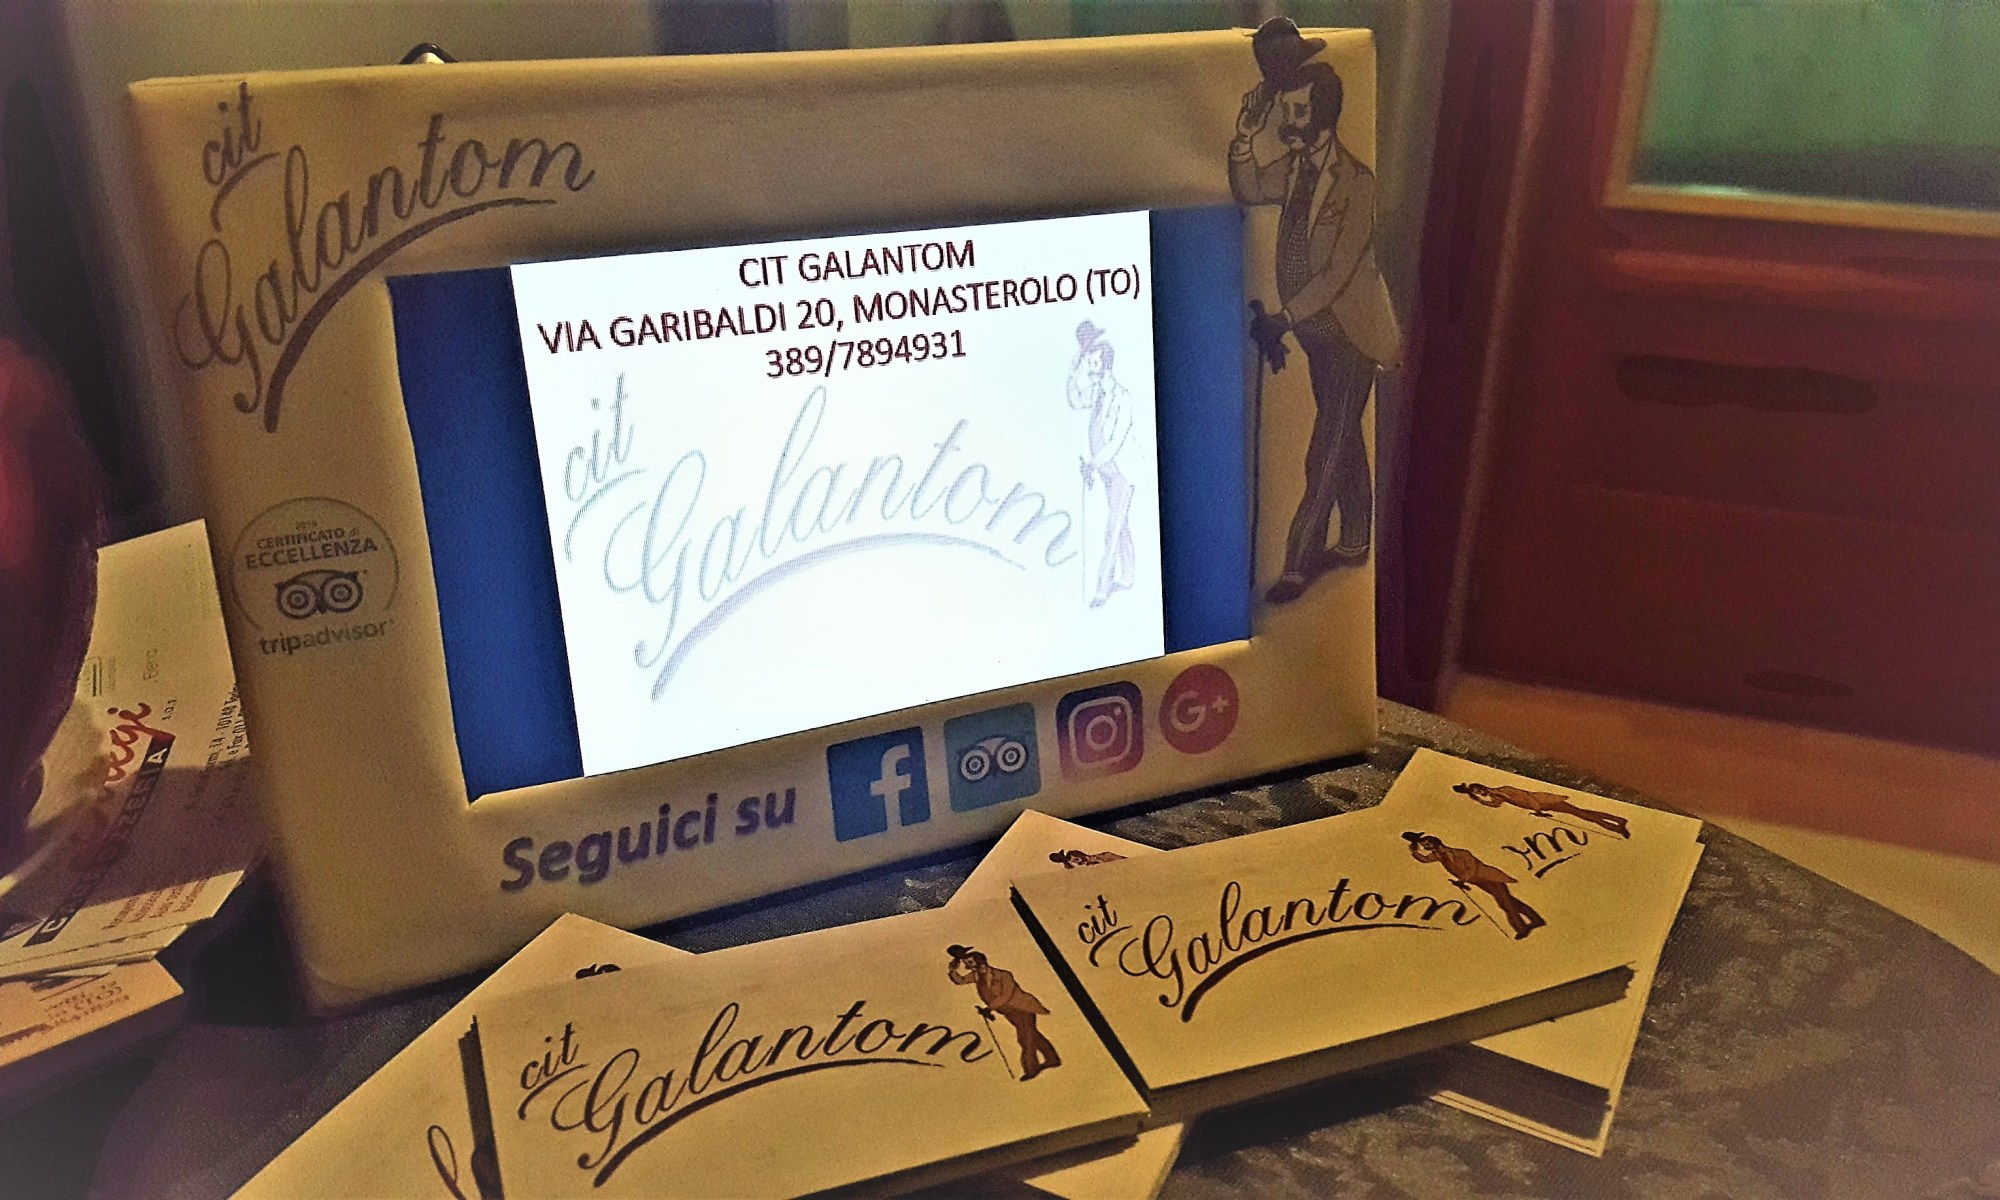 cit
Galantom
CIT GALANTOM
VIA GARIBALDI 20, MONASTEROLO (TO)
389/7894931
cit
Galantom
CERTIFICATO di
ECCELLENZA
tripadvisor
Seguici su
f
G+
cit
Galantom
cit
Galantom